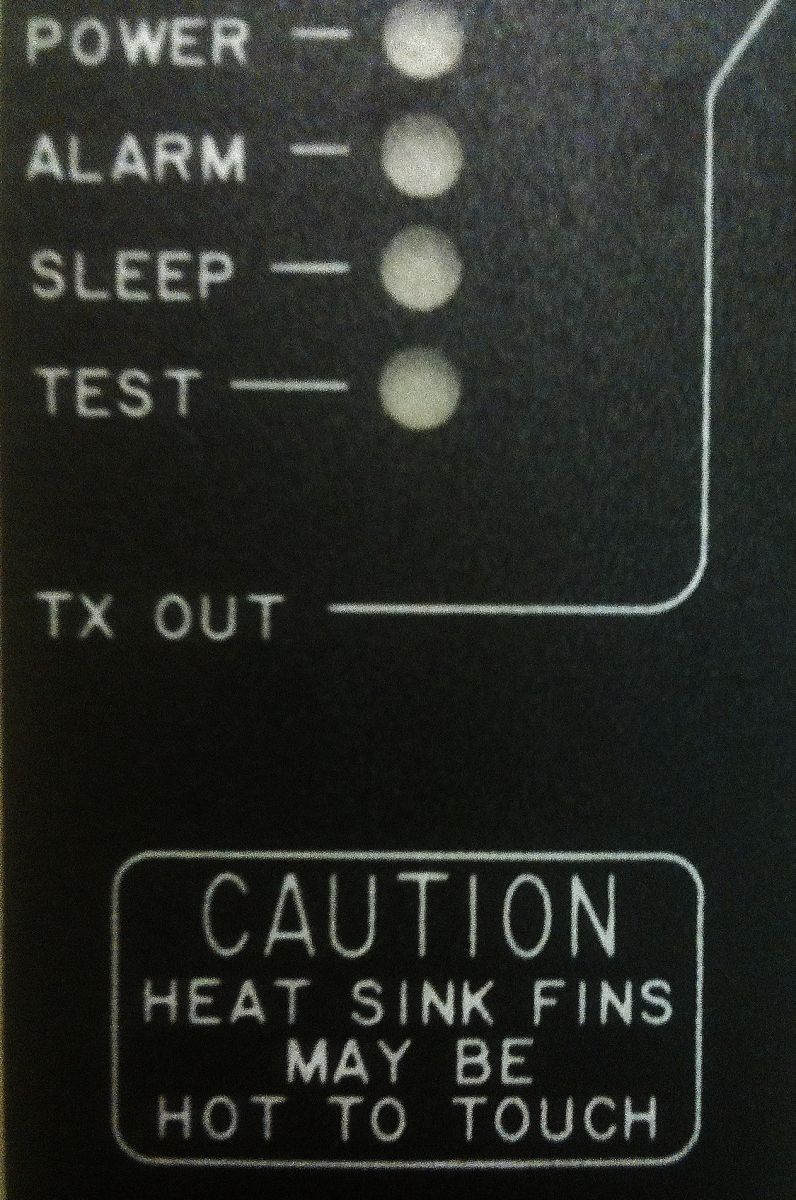 POWER
ALARM
SLEEP
TEST
TX OUT
CAUTION
HEAT SINK FINS
MAY BE
HOT TO TOUCH